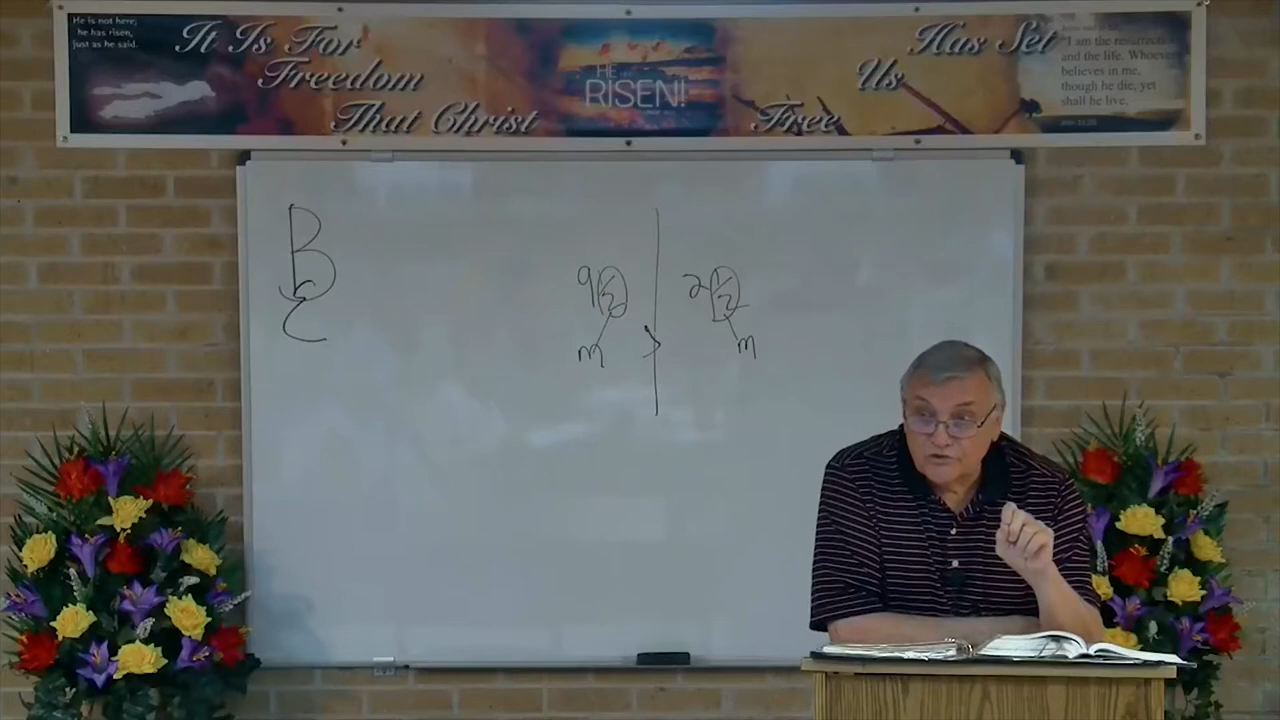 He is not here;
he has risen,
just as he said.
It Is For
Freedom
That Christ
HE
RISEN!
Has Set
Us
Free
"I am the resurrecti
and the life. Whoeve
believes in me,
though he die, yet
shall he live.
B
9
2
m
m